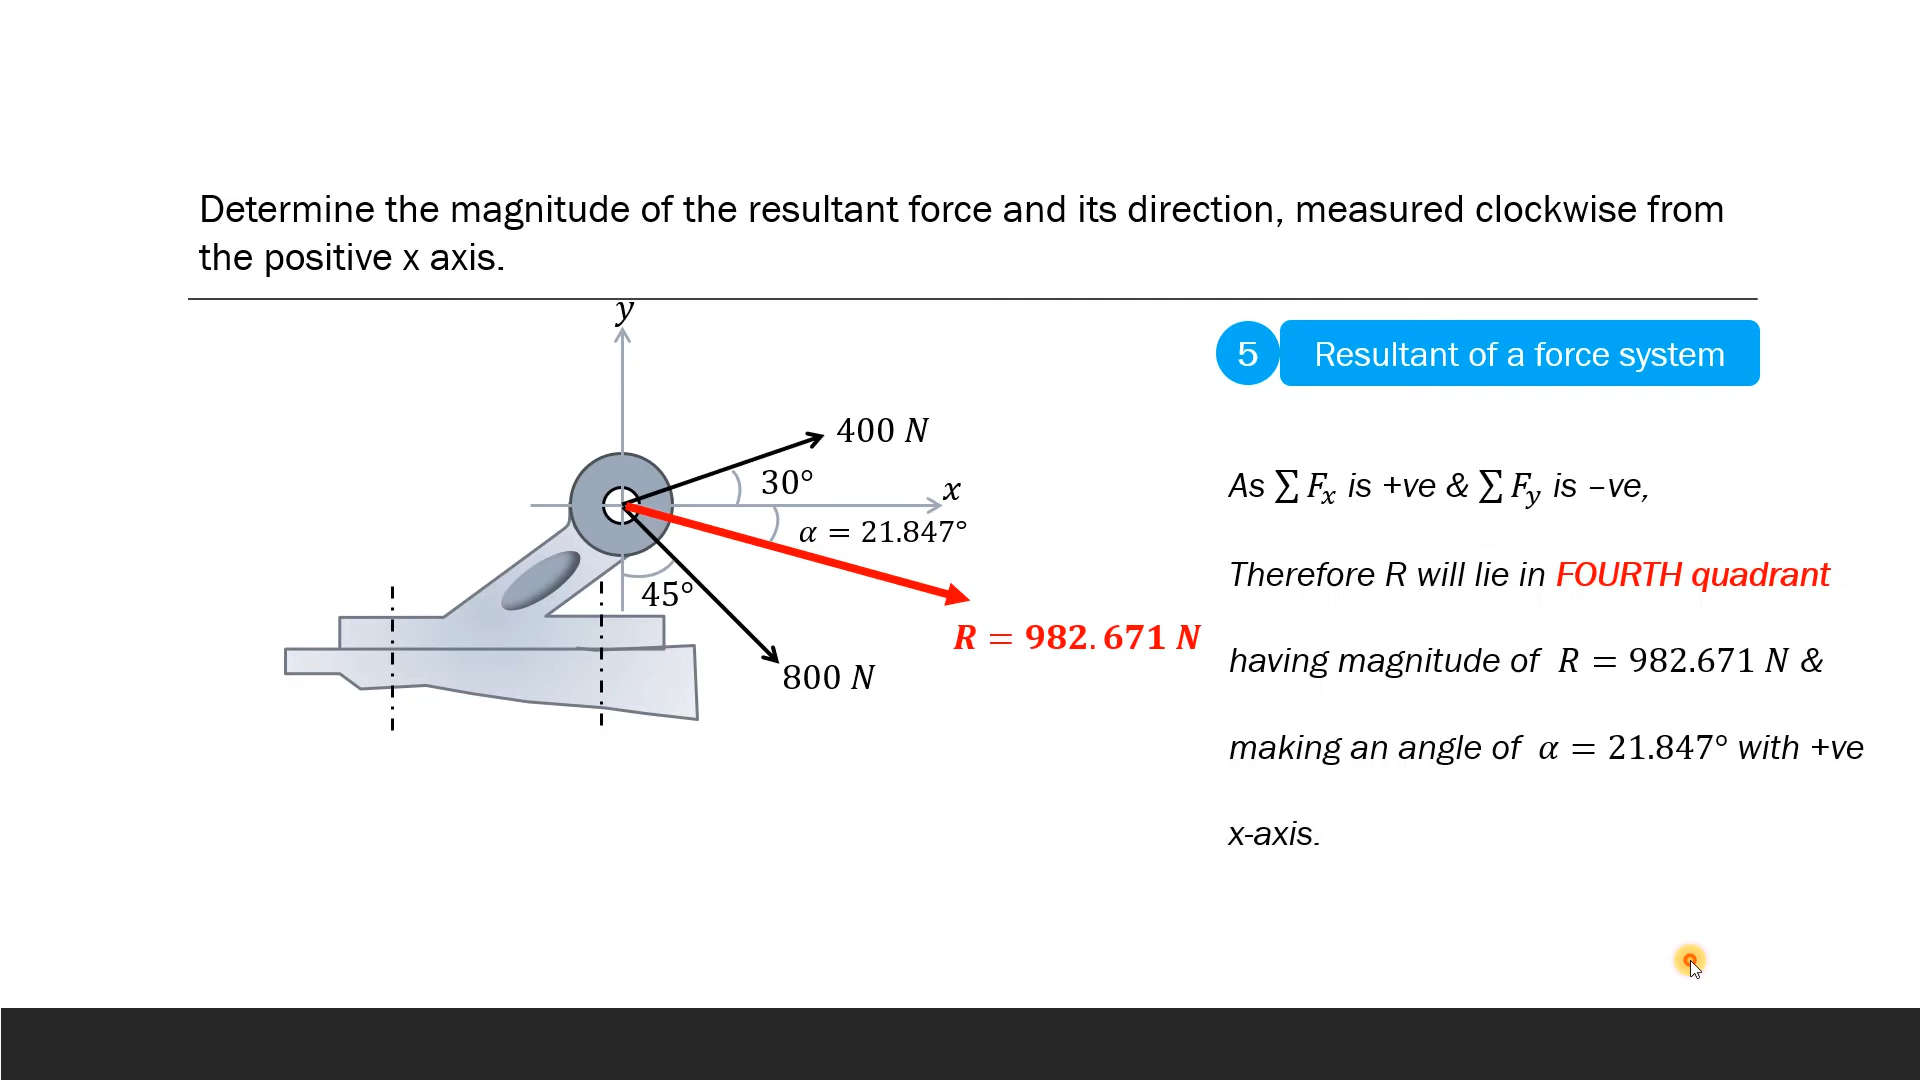 Determine the magnitude of the resultant force and its direction, measured clockwise from
the positive x axis.
y
5 Resultant of a force system
400 N
30°
x
α = 21.847°
45°
R = 982.671 N
800 N
As ∑ Fₓ is +ve & ∑ F_y is –ve,
Therefore R will lie in FOURTH quadrant
having magnitude of R = 982.671 N &
making an angle of α = 21.847° with +ve
x-axis.